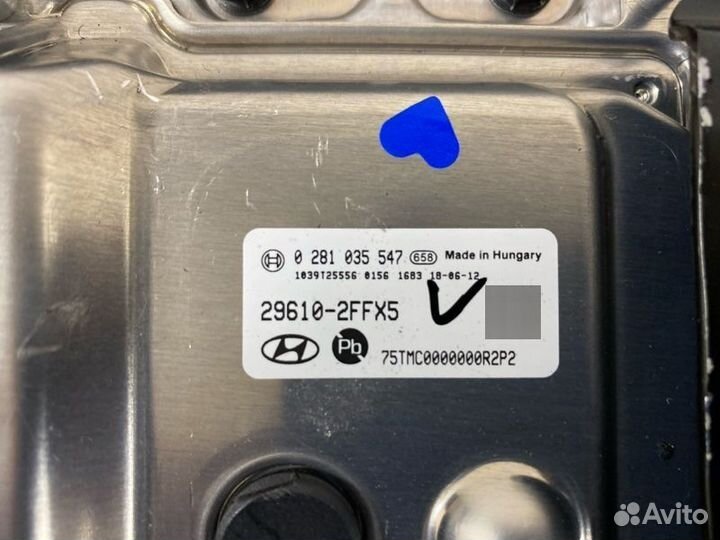 0 281 035 547 658 Made in Hungary
1039T25556 0156 1683 18-06-12
29610-2FFX5
Pb
75TMC0000000R2P2
Avito